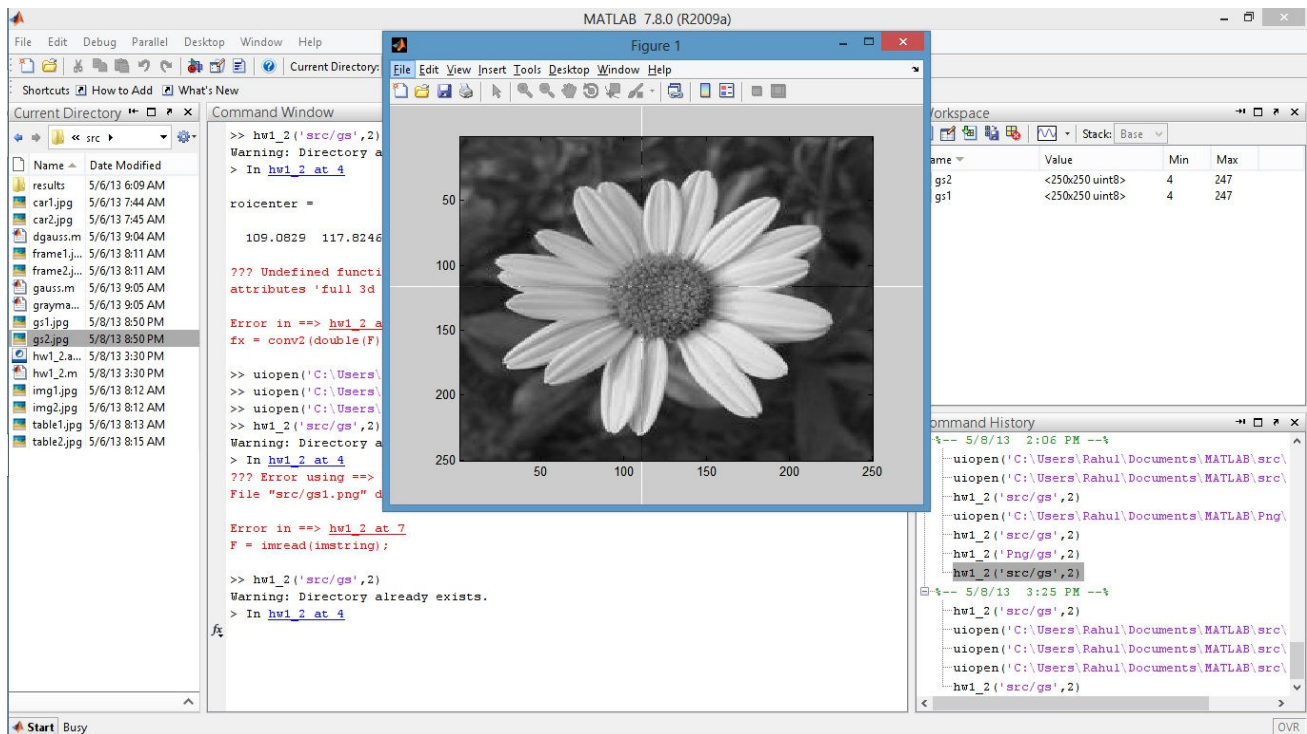 MATLAB 7.8.0 (R2009a)
File Edit Debug Parallel Desktop Window Help
Current Directory:
Shortcuts How to Add What's New
Current Directory
« src
Name Date Modified
results 5/6/13 6:09 AM
car1.jpg 5/6/13 7:44 AM
car2.jpg 5/6/13 7:45 AM
dgauss.m 5/6/13 9:04 AM
frame1.j... 5/6/13 8:11 AM
frame2.j... 5/6/13 8:11 AM
gauss.m 5/6/13 9:05 AM
grayma... 5/6/13 9:05 AM
gs1.jpg 5/8/13 8:50 PM
gs2.jpg 5/8/13 8:50 PM
hw1_2.a... 5/8/13 3:30 PM
hw1_2.m 5/8/13 3:30 PM
img1.jpg 5/6/13 8:12 AM
img2.jpg 5/6/13 8:12 AM
table1.jpg 5/6/13 8:13 AM
table2.jpg 5/6/13 8:15 AM
Command Window
>> hw1_2('src/gs',2)
Warning: Directory a
> In hw1_2 at 4
roicenter =
109.0829 117.8246
??? Undefined functi
attributes 'full 3d
Error in ==> hw1_2 a
fx = conv2(double(F)
>> uiopen('C:\Users\
>> uiopen('C:\Users\
>> uiopen('C:\Users\
>> hw1_2('src/gs',2)
Warning: Directory a
> In hw1_2 at 4
??? Error using ==>
File "src/gs1.png" d
Error in ==> hw1_2 at 7
F = imread(imstring);
>> hw1_2('src/gs',2)
Warning: Directory already exists.
> In hw1_2 at 4
fx
Figure 1
File Edit View Insert Tools Desktop Window Help
50
100
150
200
250
50 100 150 200 250
Workspace
Stack: Base
ame Value Min Max
gs2 <250x250 uint8> 4 247
gs1 <250x250 uint8> 4 247
ommand History
%-- 5/8/13 2:06 PM --%
uiopen('C:\Users\Rahul\Documents\MATLAB\src\
uiopen('C:\Users\Rahul\Documents\MATLAB\src\
hw1_2('src/gs',2)
uiopen('C:\Users\Rahul\Documents\MATLAB\Png\
hw1_2('src/gs',2)
hw1_2('Png/gs',2)
hw1_2('src/gs',2)
%-- 5/8/13 3:25 PM --%
hw1_2('src/gs',2)
uiopen('C:\Users\Rahul\Documents\MATLAB\src\
uiopen('C:\Users\Rahul\Documents\MATLAB\src\
uiopen('C:\Users\Rahul\Documents\MATLAB\src\
hw1_2('src/gs',2)
Start Busy
OVR